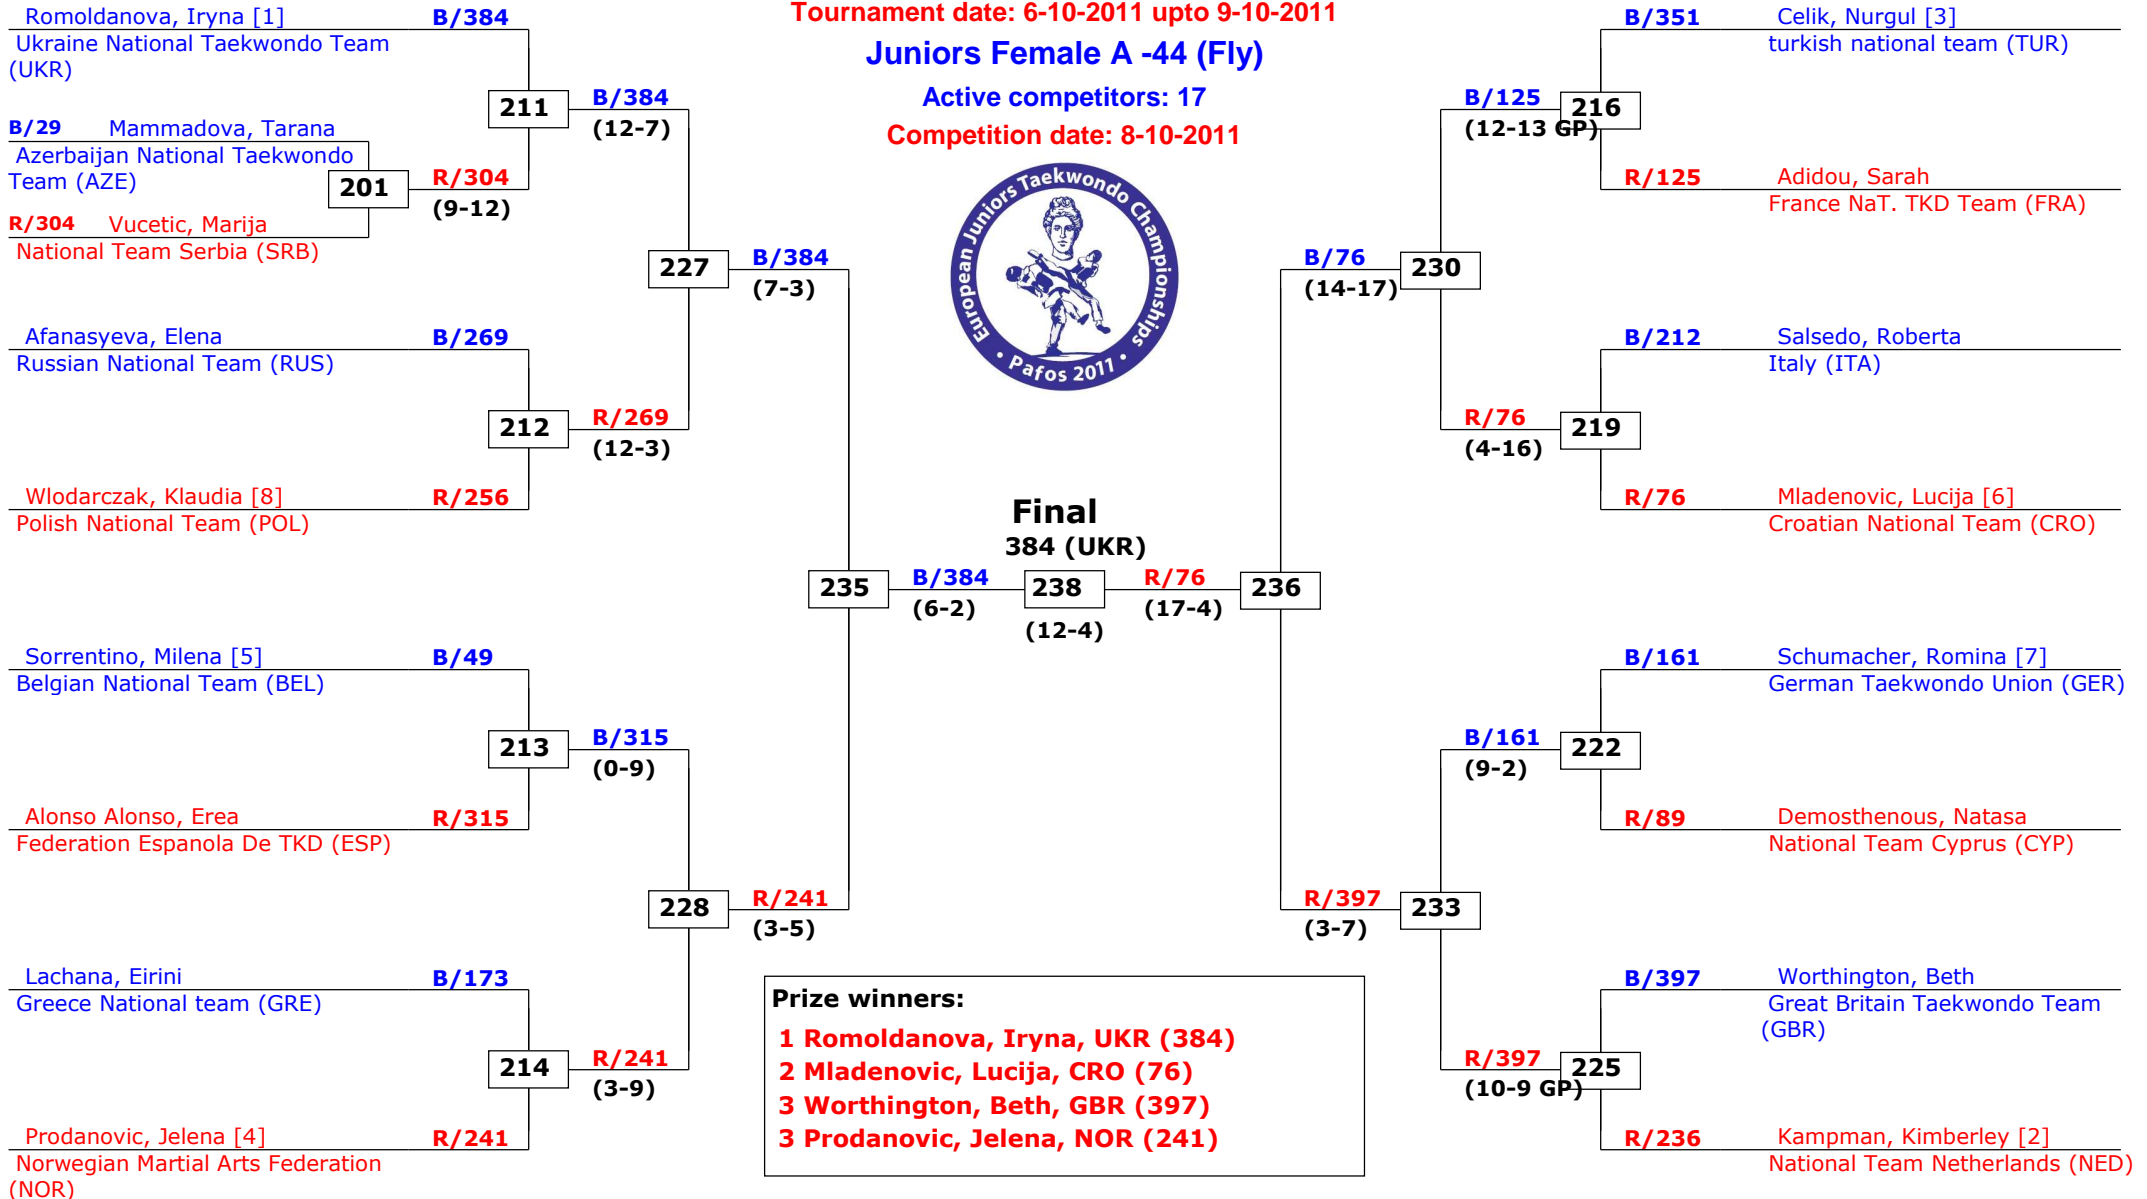 Tournament date: 6-10-2011 upto 9-10-2011
Juniors Female A -44 (Fly)
Active competitors: 17
Competition date: 8-10-2011
European Juniors Taekwondo Championships
• Pafos 2011 •
Romoldanova, Iryna [1] B/384
Ukraine National Taekwondo Team
(UKR)
211 B/384
(12-7)
B/29 Mammadova, Tarana
Azerbaijan National Taekwondo
Team (AZE)
201 R/304
(9-12)
R/304 Vucetic, Marija
National Team Serbia (SRB)
227 B/384
(7-3)
Afanasyeva, Elena B/269
Russian National Team (RUS)
212 R/269
(12-3)
Wlodarczak, Klaudia [8] R/256
Polish National Team (POL)
235 B/384
(6-2)
Sorrentino, Milena [5] B/49
Belgian National Team (BEL)
213 B/315
(0-9)
Alonso Alonso, Erea R/315
Federation Espanola De TKD (ESP)
228 R/241
(3-5)
Lachana, Eirini B/173
Greece National team (GRE)
214 R/241
(3-9)
Prodanovic, Jelena [4] R/241
Norwegian Martial Arts Federation
(NOR)
Final
384 (UKR)
238
(12-4)
B/351 Celik, Nurgul [3]
turkish national team (TUR)
B/125 216
(12-13 GP)
R/125 Adidou, Sarah
France NaT. TKD Team (FRA)
B/76 230
(14-17)
B/212 Salsedo, Roberta
Italy (ITA)
R/76 219
(4-16)
R/76 Mladenovic, Lucija [6]
Croatian National Team (CRO)
R/76 236
(17-4)
B/161 Schumacher, Romina [7]
German Taekwondo Union (GER)
B/161 222
(9-2)
R/89 Demosthenous, Natasa
National Team Cyprus (CYP)
R/397 233
(3-7)
B/397 Worthington, Beth
Great Britain Taekwondo Team
(GBR)
R/397 225
(10-9 GP)
R/236 Kampman, Kimberley [2]
National Team Netherlands (NED)
Prize winners:
1 Romoldanova, Iryna, UKR (384)
2 Mladenovic, Lucija, CRO (76)
3 Worthington, Beth, GBR (397)
3 Prodanovic, Jelena, NOR (241)